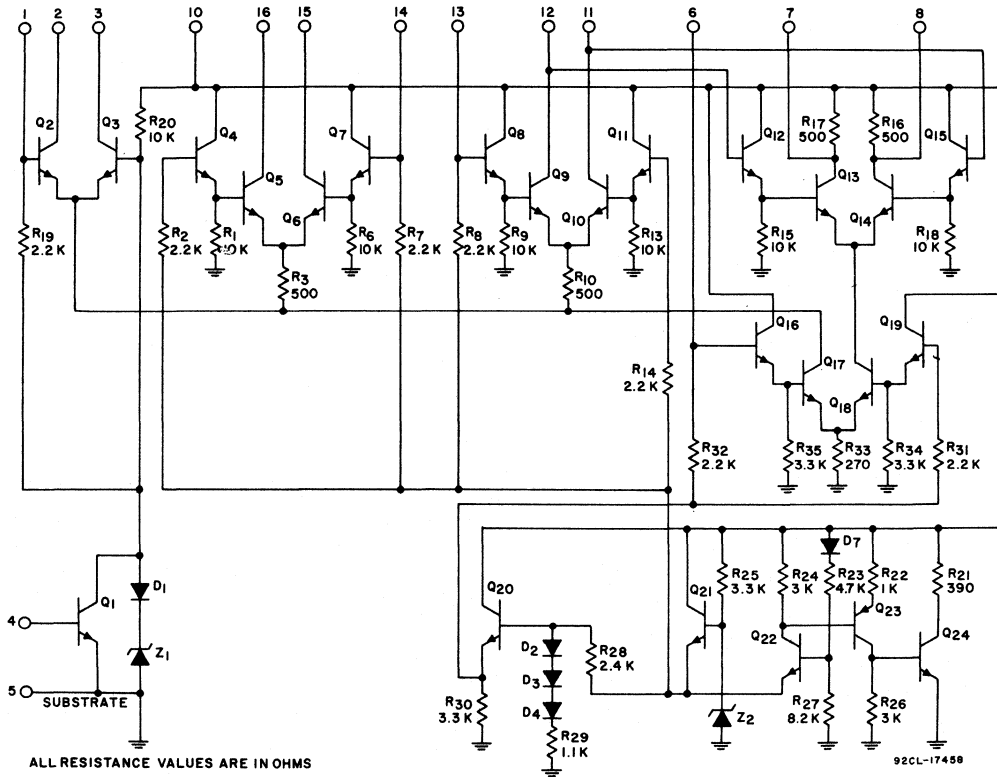 1 2 3 10 16 15 14 13 12 11 6 7 8
Q2 Q3 R20 10 K Q4 Q7 Q8 Q11 Q12 R17 500 R16 500 Q15
Q5 Q6 Q9 Q10 Q13 Q14
R19 2.2 K R2 2.2 K R1 10 K R6 10 K R7 2.2 K R8 2.2 K R9 10 K R13 10 K R15 10 K R18 10 K
R3 500 R10 500
Q16 Q19
R14 2.2 K Q17 Q18
R32 2.2 K R35 3.3 K R33 270 R34 3.3 K R31 2.2 K
D7
Q1 D1 Q20 Q21 R25 3.3 K R24 3 K R23 4.7 K R22 1 K R21 390
4 Q23
D2 R28 2.4 K Q22 Q24
Z1 D3
5 SUBSTRATE
R30 3.3 K D4 Z2 R27 8.2 K R26 3 K
R29 1.1 K
ALL RESISTANCE VALUES ARE IN OHMS
92CL-17458